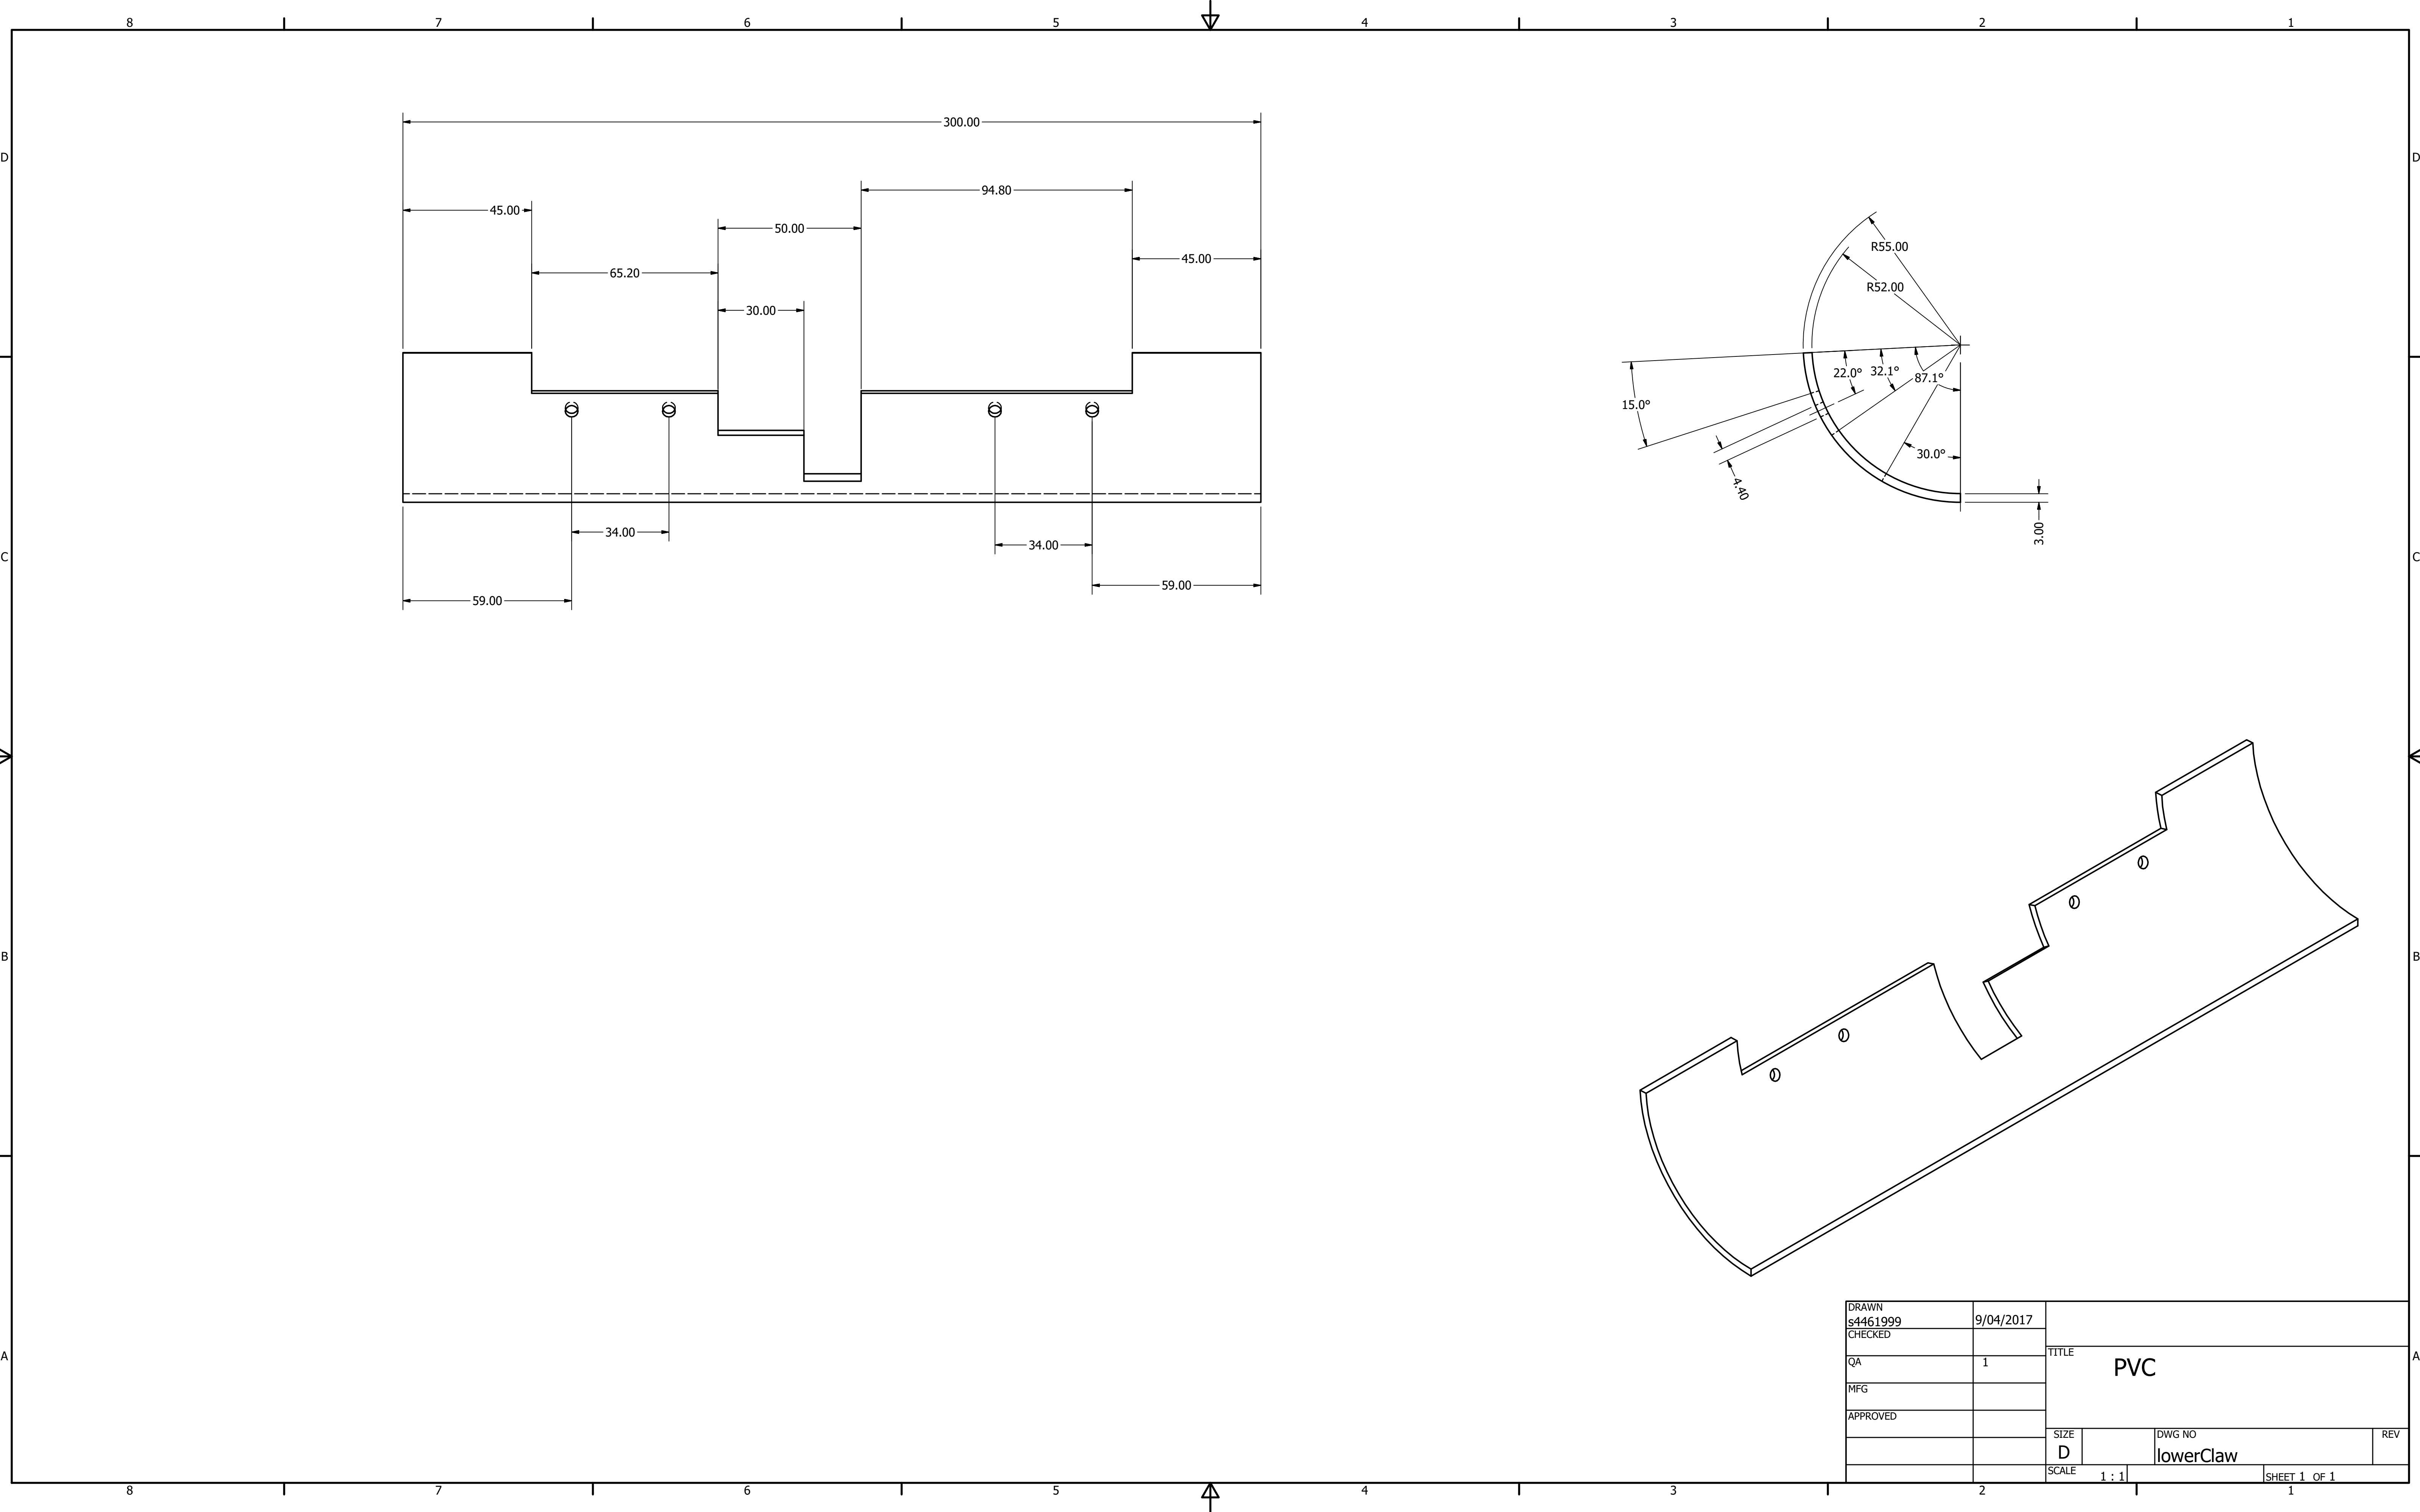 8 7 6 5 4 3 2 1
D D
300.00
94.80
45.00
50.00
45.00
65.20
30.00
R55.00
R52.00
22.0° 32.1° 87.1°
15.0°
30.0°
4.40
3.00
34.00
34.00
59.00
59.00
C C
B B
A A
DRAWN
s4461999 9/04/2017
CHECKED
QA 1
MFG
APPROVED
TITLE
PVC
SIZE
D
DWG NO
lowerClaw
REV
SCALE 1 : 1
SHEET 1 OF 1
8 7 6 5 4 3 2 1